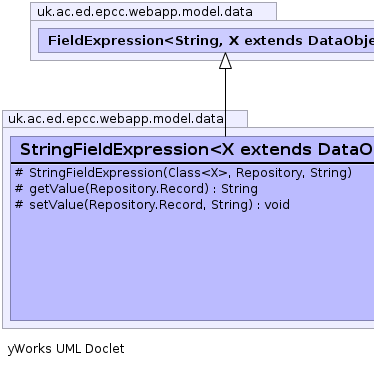 uk.ac.ed.epcc.webapp.model.data
FieldExpression<String, X extends DataObje
uk.ac.ed.epcc.webapp.model.data
StringFieldExpression<X extends DataO
# StringFieldExpression(Class<X>, Repository, String)
# getValue(Repository.Record) : String
# setValue(Repository.Record, String) : void
yWorks UML Doclet